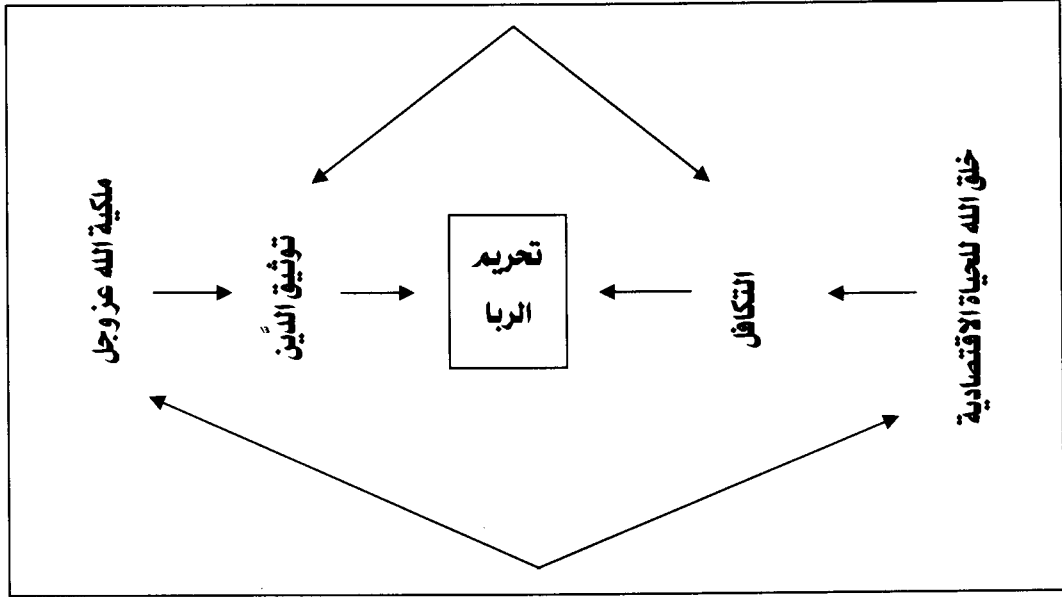 خلق الله للحياة الاقتصادية
التكافل
تحريم
الربا
توثيق الدَّين
ملكية الله عز وجل